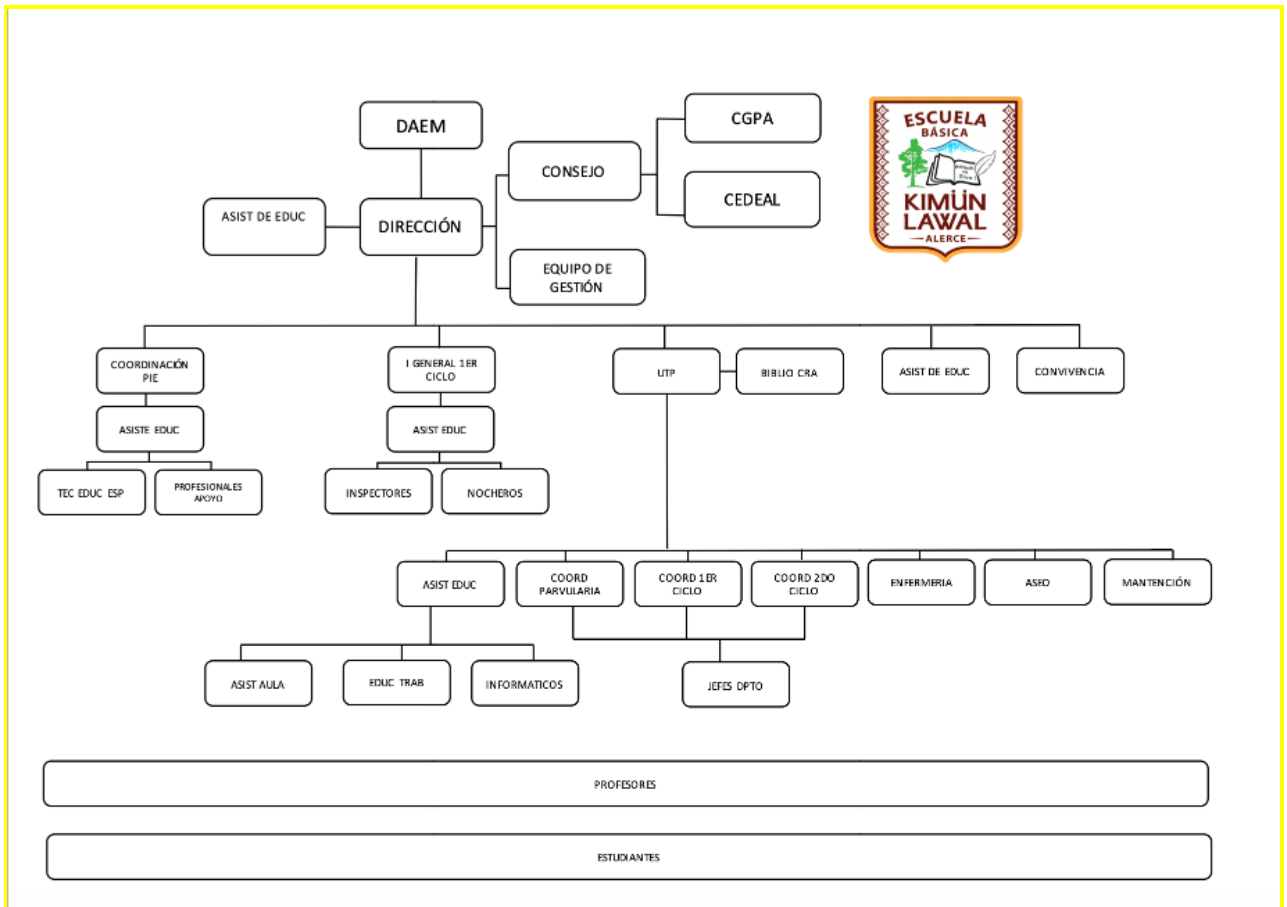 DAEM
CGPA
CONSEJO
CEDEAL
ASIST DE EDUC
DIRECCIÓN
EQUIPO DE
GESTIÓN
ESCUELA
BÁSICA
KIMÜN
LAWAL
ALERCE
COORDINACIÓN
PIE
I GENERAL 1ER
CICLO
UTP
BIBLIO CRA
ASIST DE EDUC
CONVIVENCIA
ASISTE EDUC
ASIST EDUC
TEC EDUC ESP
PROFESIONALES
APOYO
INSPECTORES
NOCHEROS
ASIST EDUC
COORD
PARVULARIA
COORD 1ER
CICLO
COORD 2DO
CICLO
ENFERMERIA
ASEO
MANTENCIÓN
ASIST AULA
EDUC TRAB
INFORMATICOS
JEFES DPTO
PROFESORES
ESTUDIANTES